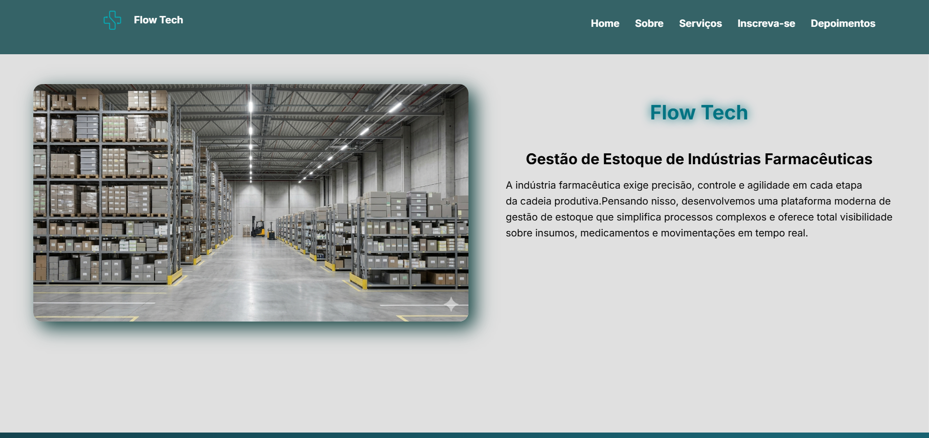 Flow Tech
Home Sobre Serviços Inscreva-se Depoimentos
Flow Tech
Gestão de Estoque de Indústrias Farmacêuticas
A indústria farmacêutica exige precisão, controle e agilidade em cada etapa
da cadeia produtiva.Pensando nisso, desenvolvemos uma plataforma moderna de
gestão de estoque que simplifica processos complexos e oferece total visibilidade
sobre insumos, medicamentos e movimentações em tempo real.